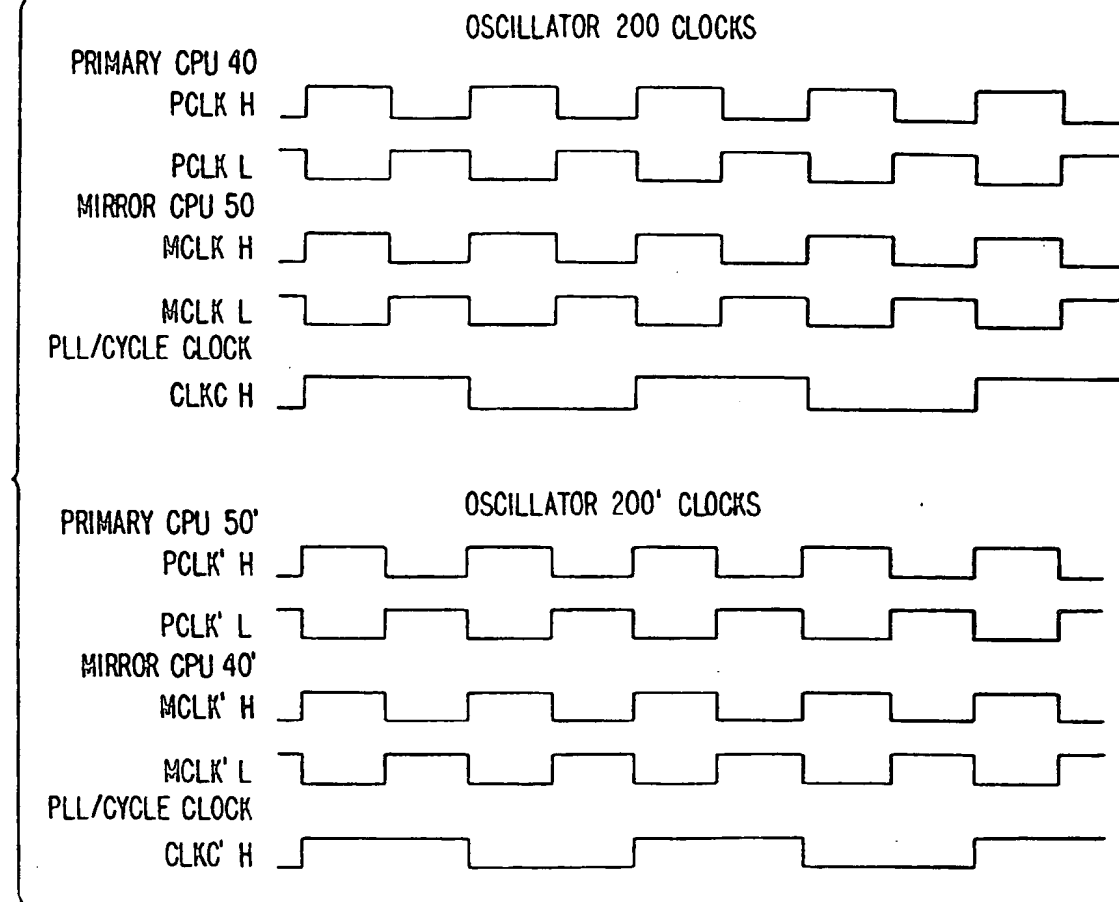 OSCILLATOR 200 CLOCKS
PRIMARY CPU 40
PCLK H
PCLK L
MIRROR CPU 50
MCLK H
MCLK L
PLL/CYCLE CLOCK
CLKC H
OSCILLATOR 200' CLOCKS
PRIMARY CPU 50'
PCLK' H
PCLK' L
MIRROR CPU 40'
MCLK' H
MCLK' L
PLL/CYCLE CLOCK
CLKC' H